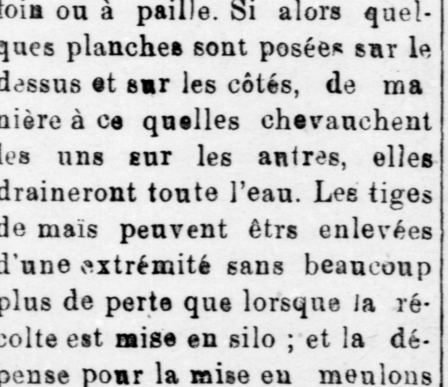 foin ou à paille. Si alors quel-
ques planches sont posées sur le
dessus et sur les côtés, de ma
nière à ce quelles chevauchent
les uns sur les autres, elles
draineront toute l'eau. Les tiges
de maïs peuvent êtrs enlevées
d'une extrémité sans beaucoup
plus de perte que lorsque la ré-
colte est mise en silo ; et la dé-
pense pour la mise en meulons